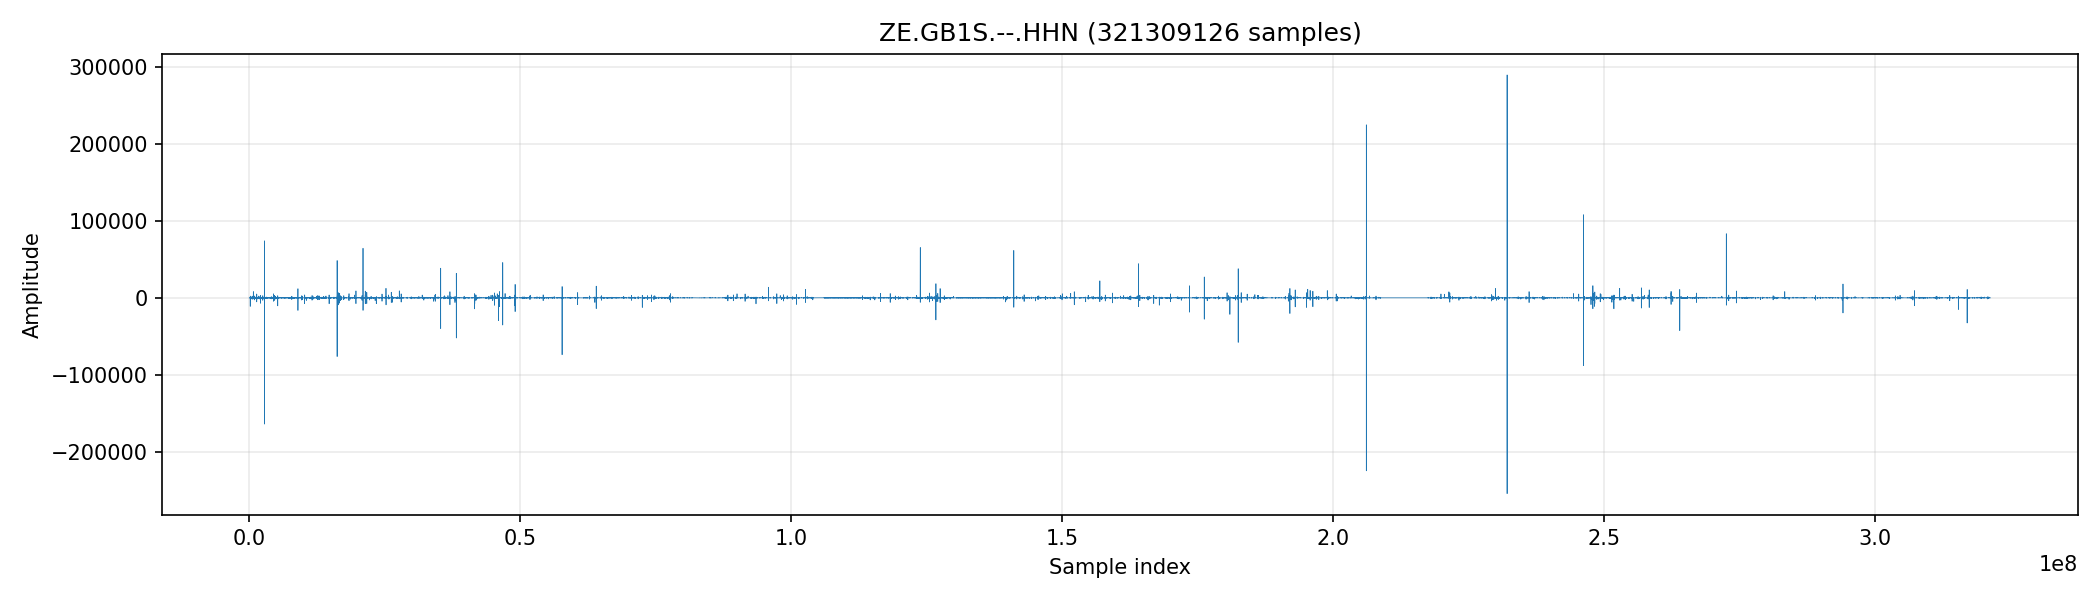 ZE.GB1S.--.HHN (321309126 samples)
300000
200000
100000
0
−100000
−200000
Amplitude
0.0 0.5 1.0 1.5 2.0 2.5 3.0
1e8
Sample index